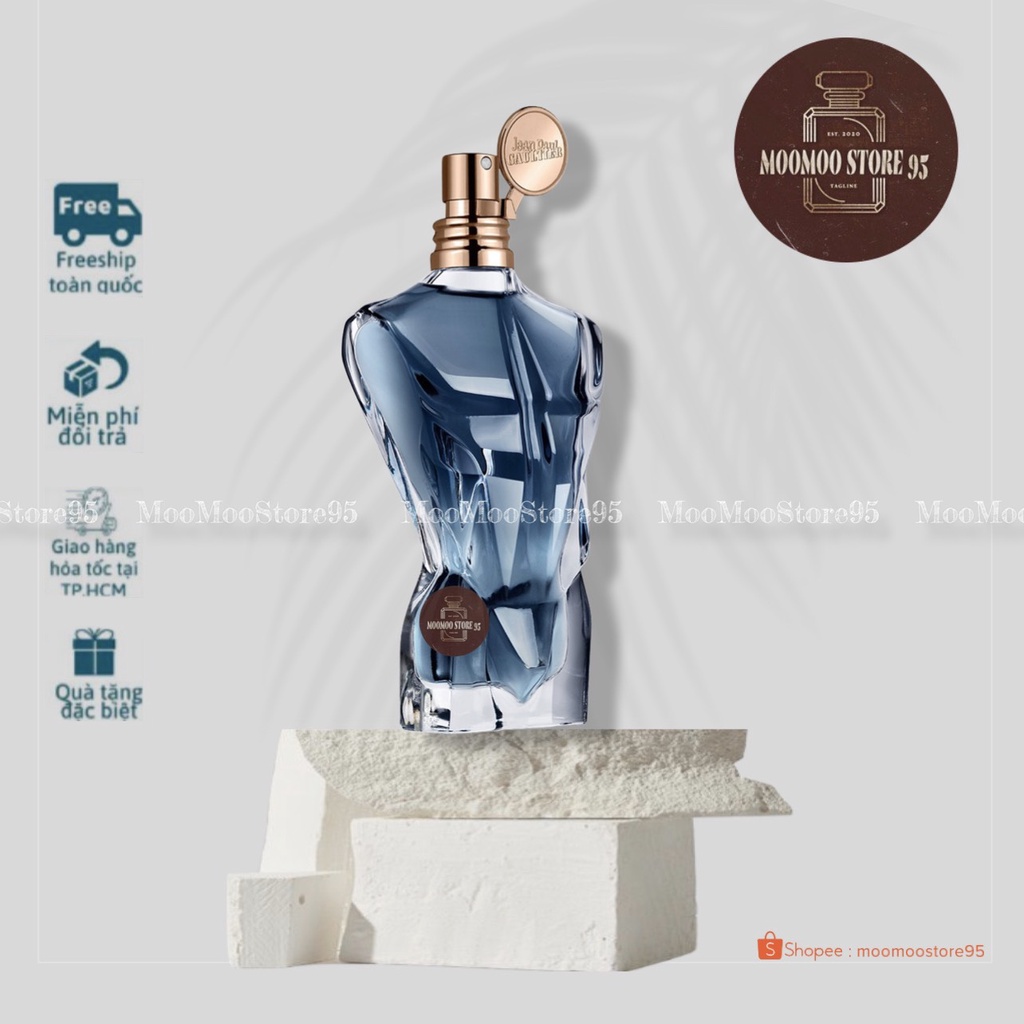 Jean Paul
GAULTIER
EST. 2020
MOOMOO STORE 95
TAGLINE
Free
Freeship
toàn quốc
Miễn phí
đổi trả
Store95 MooMooStore95 MooMooStore95 MooMooStore95 MooMoo
Giao hàng
hỏa tốc tại
TP.HCM
MOOMOO STORE 95
Quà tặng
đặc biệt
S Shopee : moomoostore95